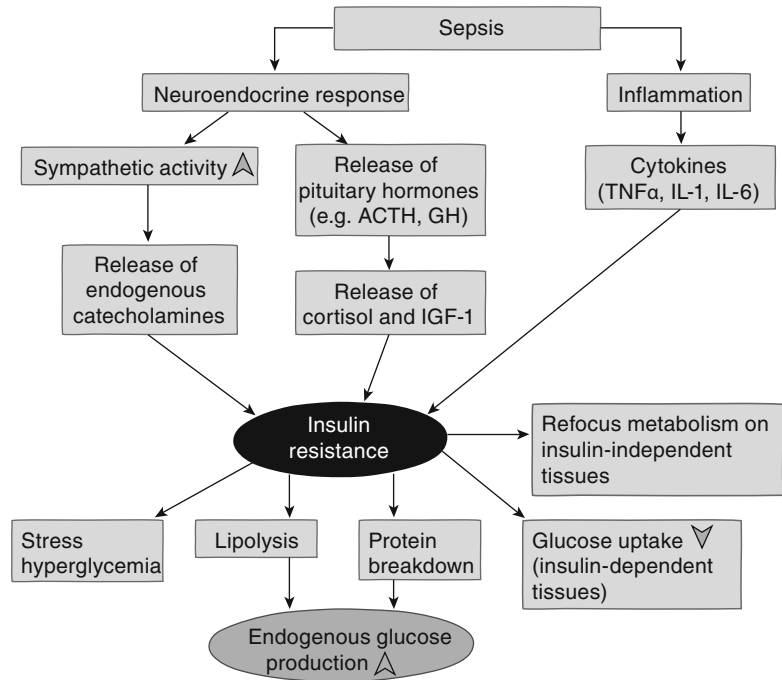 Sepsis
Neuroendocrine response
Inflammation
Sympathetic activity
Release of
pituitary hormones
(e.g. ACTH, GH)
Cytokines
(TNFα, IL-1, IL-6)
Release of
endogenous
catecholamines
Release of
cortisol and IGF-1
Insulin
resistance
Refocus metabolism on
insulin-independent
tissues
Stress
hyperglycemia
Lipolysis
Protein
breakdown
Glucose uptake
(insulin-dependent
tissues)
Endogenous glucose
production